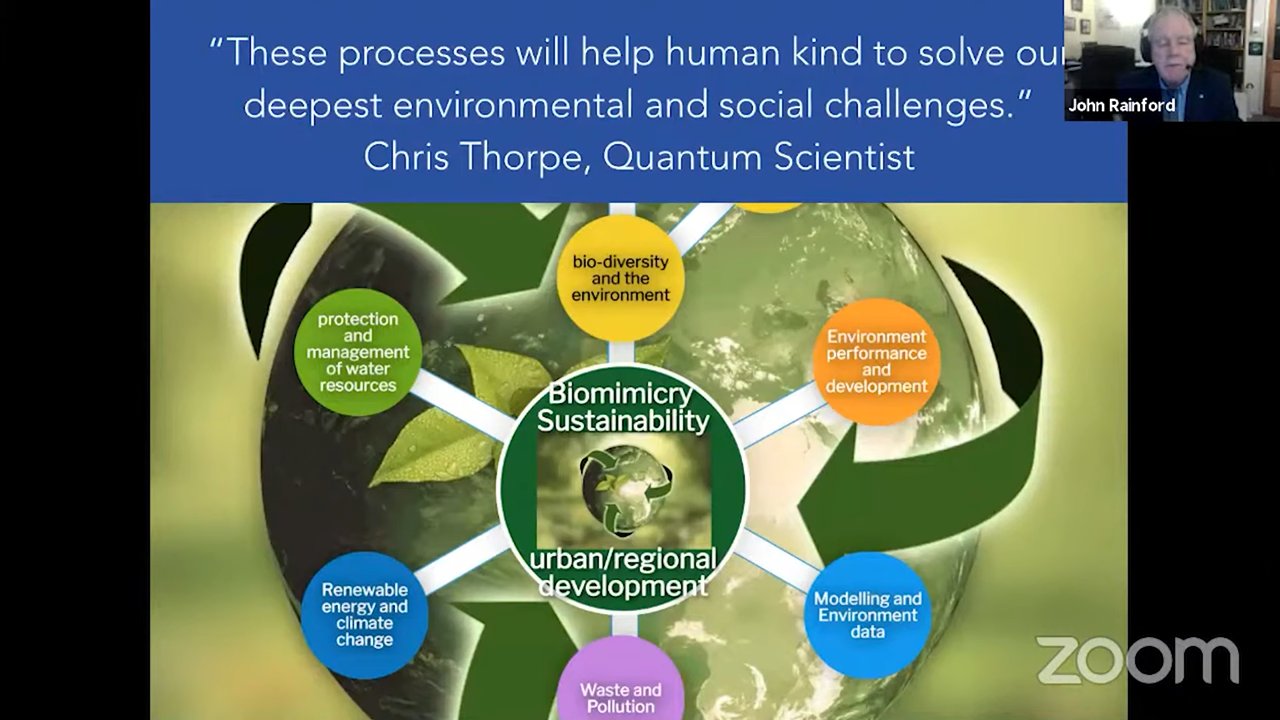 “These processes will help human kind to solve our
deepest environmental and social challenges.”
Chris Thorpe, Quantum Scientist
John Rainford
bio-diversity
and the
environment
protection
and
management
of water
resources
Environment
performance
and
development
Biomimicry
Sustainability
urban/regional
development
Renewable
energy and
climate
change
Modelling and
Environment
data
Waste and
Pollution
zoom